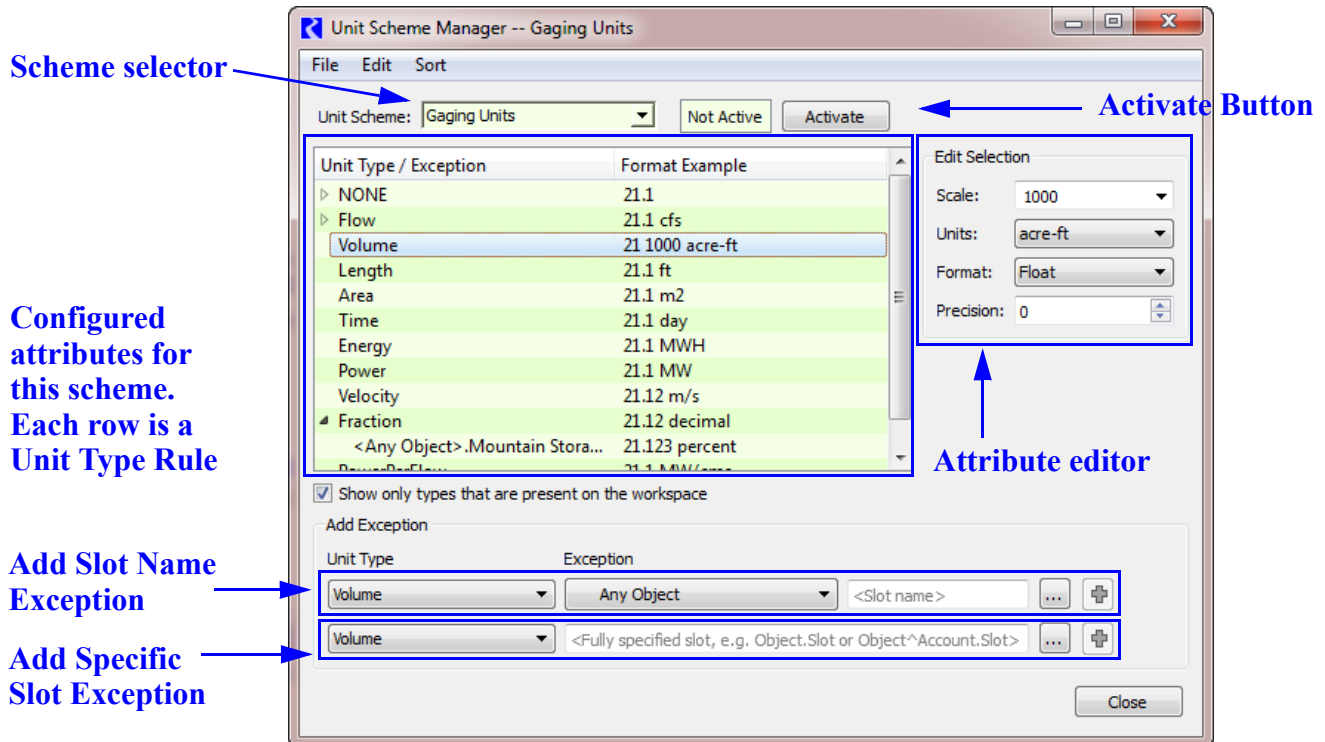 Unit Scheme Manager -- Gaging Units
File Edit Sort
Scheme selector
Activate Button
Unit Scheme: Gaging Units Not Active Activate
Unit Type / Exception Format Example
NONE 21.1
Flow 21.1 cfs
Volume 21 1000 acre-ft
Length 21.1 ft
Area 21.1 m2
Time 21.1 day
Energy 21.1 MWH
Power 21.1 MW
Velocity 21.12 m/s
Fraction 21.12 decimal
<Any Object>.Mountain Stora... 21.123 percent
PowerPerFlow 21.1 MW/cms
Edit Selection
Scale: 1000
Units: acre-ft
Format: Float
Precision: 0
Attribute editor
Configured
attributes for
this scheme.
Each row is a
Unit Type Rule
Show only types that are present on the workspace
Add Exception
Unit Type Exception
Add Slot Name
Exception
Volume Any Object <Slot name> ...
Add Specific
Slot Exception
Volume <Fully specified slot, e.g. Object.Slot or Object^Account.Slot> ...
Close